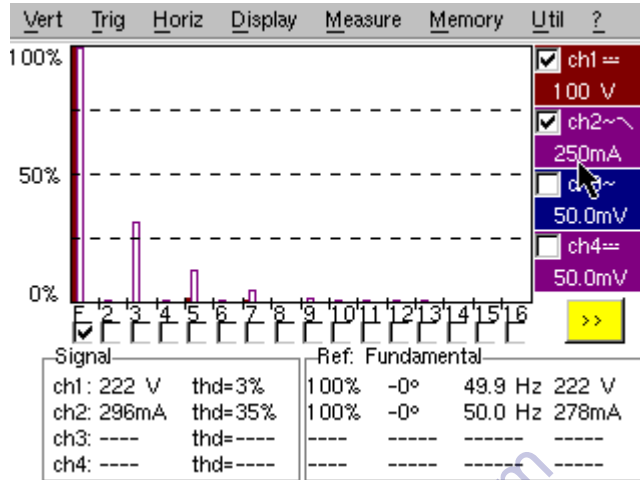 Vert Trig Horiz Display Measure Memory Util ?
100%
50%
0%
ch1
100 V
ch2~
250mA
50.0mV
ch4
50.0mV
F 2 3 4 5 6 7 8 9 10 11 12 13 14 15 16
>>
Signal
ch1: 222 V thd=3%
ch2: 296mA thd=35%
ch3: ---- thd=----
ch4: ---- thd=----
Ref: Fundamental
100% -0° 49.9 Hz 222 V
100% -0° 50.0 Hz 278mA
---- ----- ------ -----
---- ----- ------ -----